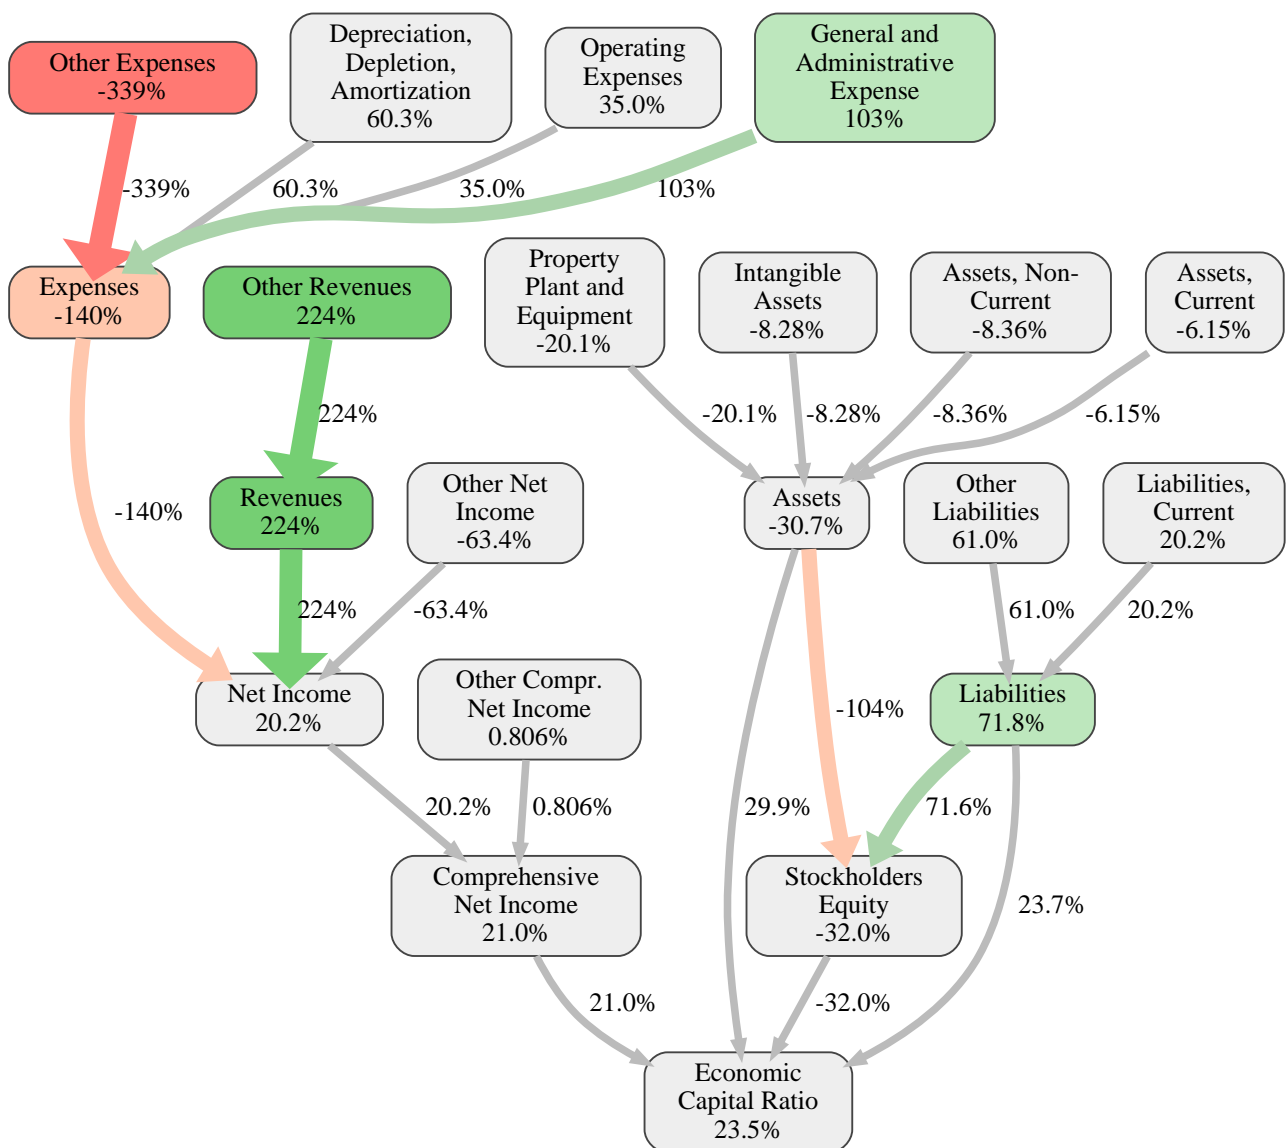 Other Expenses
-339%
Depreciation,
Depletion,
Amortization
60.3%
Operating
Expenses
35.0%
General and
Administrative
Expense
103%
-339%
60.3%
35.0%
103%
Expenses
-140%
Other Revenues
224%
Property
Plant and
Equipment
-20.1%
Intangible
Assets
-8.28%
Assets, Non-
Current
-8.36%
Assets,
Current
-6.15%
224%
-20.1%
-8.28%
-8.36%
-6.15%
-140%
Revenues
224%
Other Net
Income
-63.4%
Assets
-30.7%
Other
Liabilities
61.0%
Liabilities,
Current
20.2%
224%
-63.4%
61.0%
20.2%
Net Income
20.2%
Other Compr.
Net Income
0.806%
-104%
Liabilities
71.8%
20.2%
0.806%
29.9%
71.6%
Comprehensive
Net Income
21.0%
Stockholders
Equity
-32.0%
23.7%
21.0%
-32.0%
Economic
Capital Ratio
23.5%